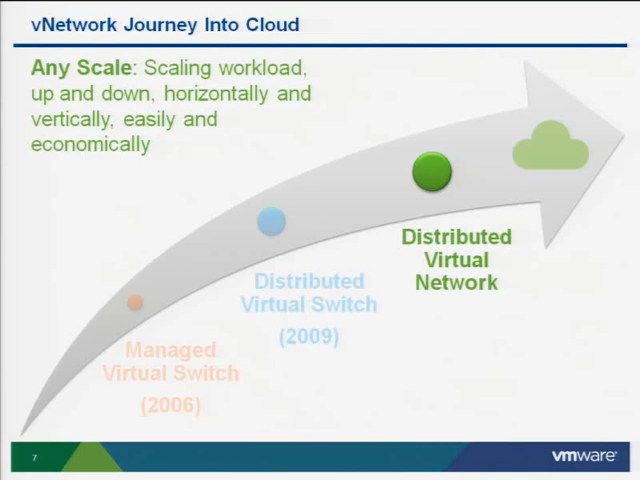 vNetwork Journey Into Cloud
Any Scale: Scaling workload,
up and down, horizontally and
vertically, easily and
economically
Distributed
Virtual
Network
Distributed
Virtual Switch
(2009)
Managed
Virtual Switch
(2006)
7
vmware